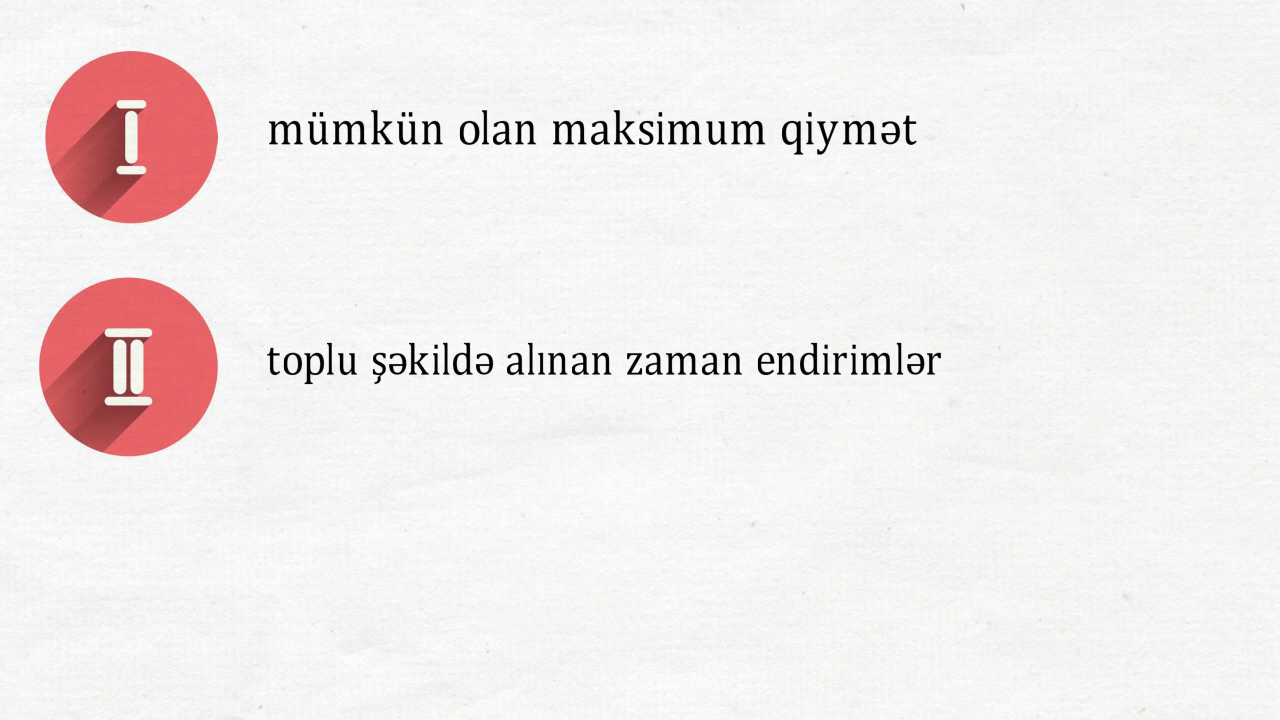 I
mümkün olan maksimum qiymət
II
toplu şəkildə alınan zaman endirimlər